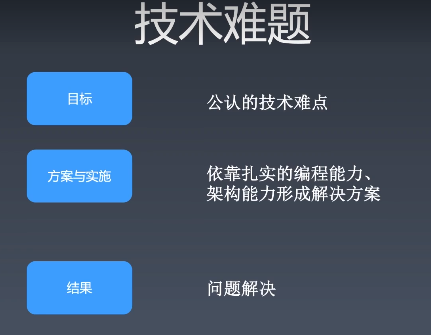 技术难题
目标
公认的技术难点
方案与实施
依靠扎实的编程能力、
架构能力形成解决方案
结果
问题解决